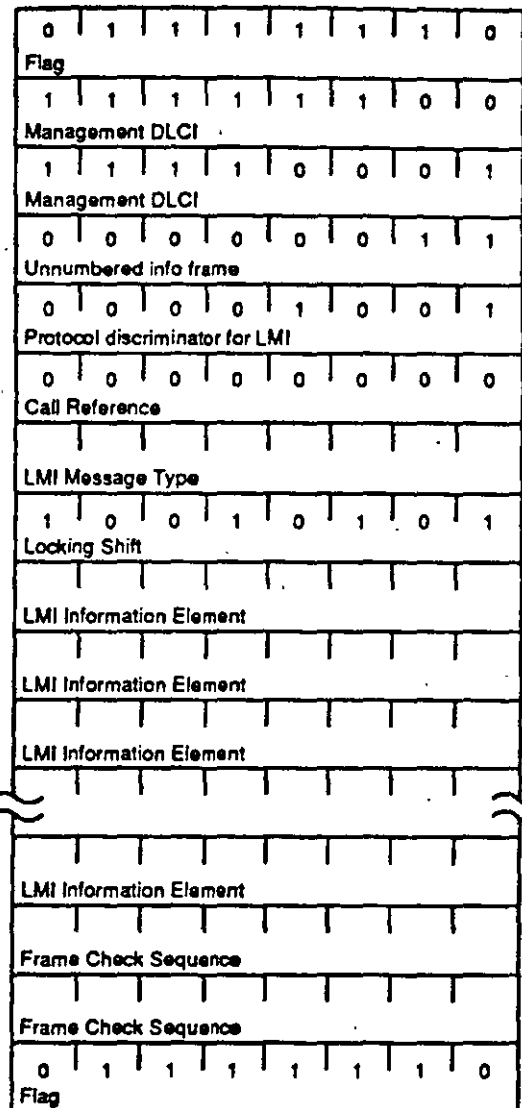 0 1 1 1 1 1 1 0
Flag
1 1 1 1 1 1 0 0
Management DLCI
1 1 1 1 0 0 0 1
Management DLCI
0 0 0 0 0 0 1 1
Unnumbered info frame
0 0 0 0 1 0 0 1
Protocol discriminator for LMI
0 0 0 0 0 0 0 0
Call Reference
LMI Message Type
1 0 0 1 0 1 0 1
Locking Shift
LMI Information Element
LMI Information Element
LMI Information Element
LMI Information Element
Frame Check Sequence
Frame Check Sequence
0 1 1 1 1 1 1 0
Flag